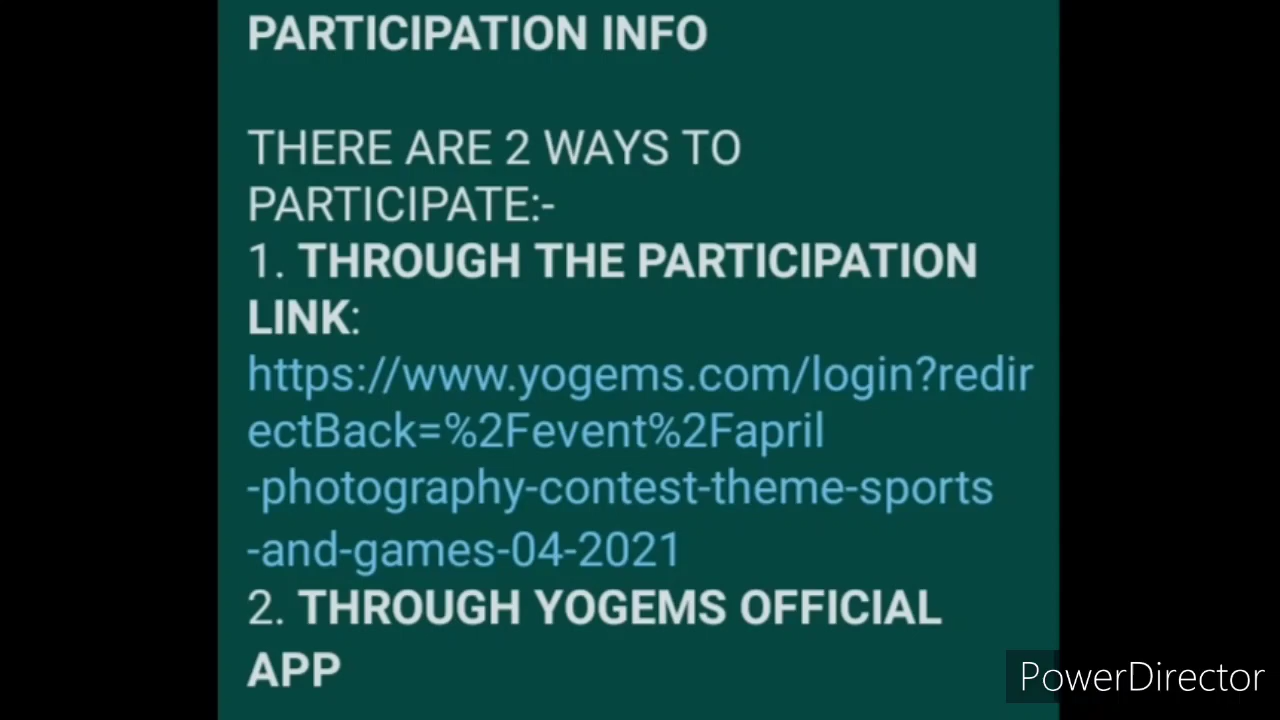 PARTICIPATION INFO
THERE ARE 2 WAYS TO
PARTICIPATE:-
1. THROUGH THE PARTICIPATION
LINK:
https://www.yogems.com/login?redir
ectBack=%2Fevent%2Fapril
-photography-contest-theme-sports
-and-games-04-2021
2. THROUGH YOGEMS OFFICIAL
APP
PowerDirector